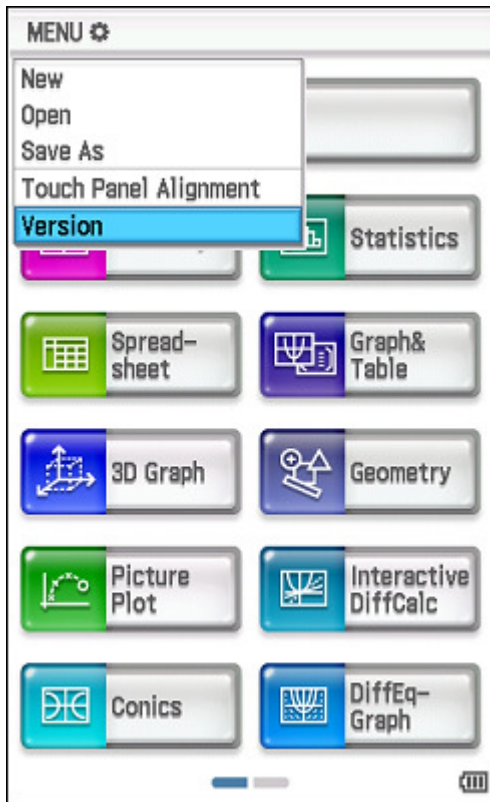 MENU
New
Open
Save As
Touch Panel Alignment
Version
Statistics
Spread-
sheet
Graph&
Table
3D Graph
Geometry
Picture
Plot
Interactive
DiffCalc
Conics
DiffEq-
Graph